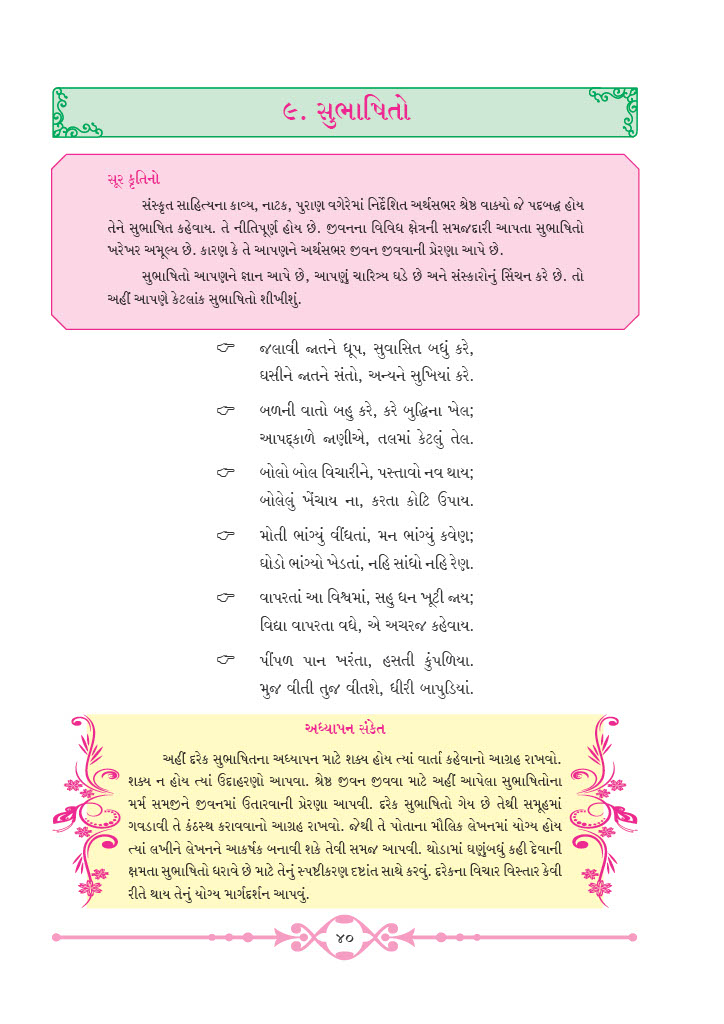 ૯. સુભાષિતો
સૂર કૃતિનો
સંસ્કૃત સાહિત્યના કાવ્ય, નાટક, પુરાણ વગેરેમાં નિર્દેશિત અર્થસભર શ્રેષ્ઠ વાક્યો જે પદબદ્ધ હોય
તેને સુભાષિત કહેવાય. તે નીતિપૂર્ણ હોય છે. જીવનના વિવિધ ક્ષેત્રની સમજદારી આપતા સુભાષિતો
ખરેખર અમૂલ્ય છે. કારણ કે તે આપણને અર્થસભર જીવન જીવવાની પ્રેરણા આપે છે.
સુભાષિતો આપણને જ્ઞાન આપે છે, આપણું ચારિત્ર્ય ઘડે છે અને સંસ્કારોનું સિંચન કરે છે. તો
અહીં આપણે કેટલાંક સુભાષિતો શીખીશું.
જલાવી જાતને ધૂપ, સુવાસિત બધું કરે,
ઘસીને જાતને સંતો, અન્યને સુખિયાં કરે.
બળની વાતો બહુ કરે, કરે બુદ્ધિના ખેલ;
આપદ્કાળે જાણીએ, તલમાં કેટલું તેલ.
બોલો બોલ વિચારીને, પસ્તાવો નવ થાય;
બોલેલું ખેંચાય ના, કરતા કોટિ ઉપાય.
મોતી ભાંગ્યું વીંધતાં, મન ભાંગ્યું કવેણ;
ઘોડો ભાંગ્યો ખેડતાં, નહિ સાંધો નહિ રેણ.
વાપરતાં આ વિશ્વમાં, સહુ ધન ખૂટી જાય;
વિદ્યા વાપરતા વધે, એ અચરજ કહેવાય.
પીંપળ પાન ખરંતા, હસતી કુંપળિયા.
મુજ વીતી તુજ વીતશે, ધીરી બાપુડિયાં.
અધ્યાપન સંકેત
અહીં દરેક સુભાષિતના અધ્યાપન માટે શક્ય હોય ત્યાં વાર્તા કહેવાનો આગ્રહ રાખવો.
શક્ય ન હોય ત્યાં ઉદાહરણો આપવા. શ્રેષ્ઠ જીવન જીવવા માટે અહીં આપેલા સુભાષિતોના
મર્મ સમજીને જીવનમાં ઉતારવાની પ્રેરણા આપવી. દરેક સુભાષિતો ગેય છે તેથી સમૂહમાં
ગવડાવી તે કંઠસ્થ કરાવવાનો આગ્રહ રાખવો. જેથી તે પોતાના મૌલિક લેખનમાં યોગ્ય હોય
ત્યાં લખીને લેખનને આકર્ષક બનાવી શકે તેવી સમજ આપવી. થોડામાં ઘણુંબધું કહી દેવાની
ક્ષમતા સુભાષિતો ધરાવે છે માટે તેનું સ્પષ્ટીકરણ દૃષ્ટાંત સાથે કરવું. દરેકના વિચાર વિસ્તાર કેવી
રીતે થાય તેનું યોગ્ય માર્ગદર્શન આપવું.
૪૦